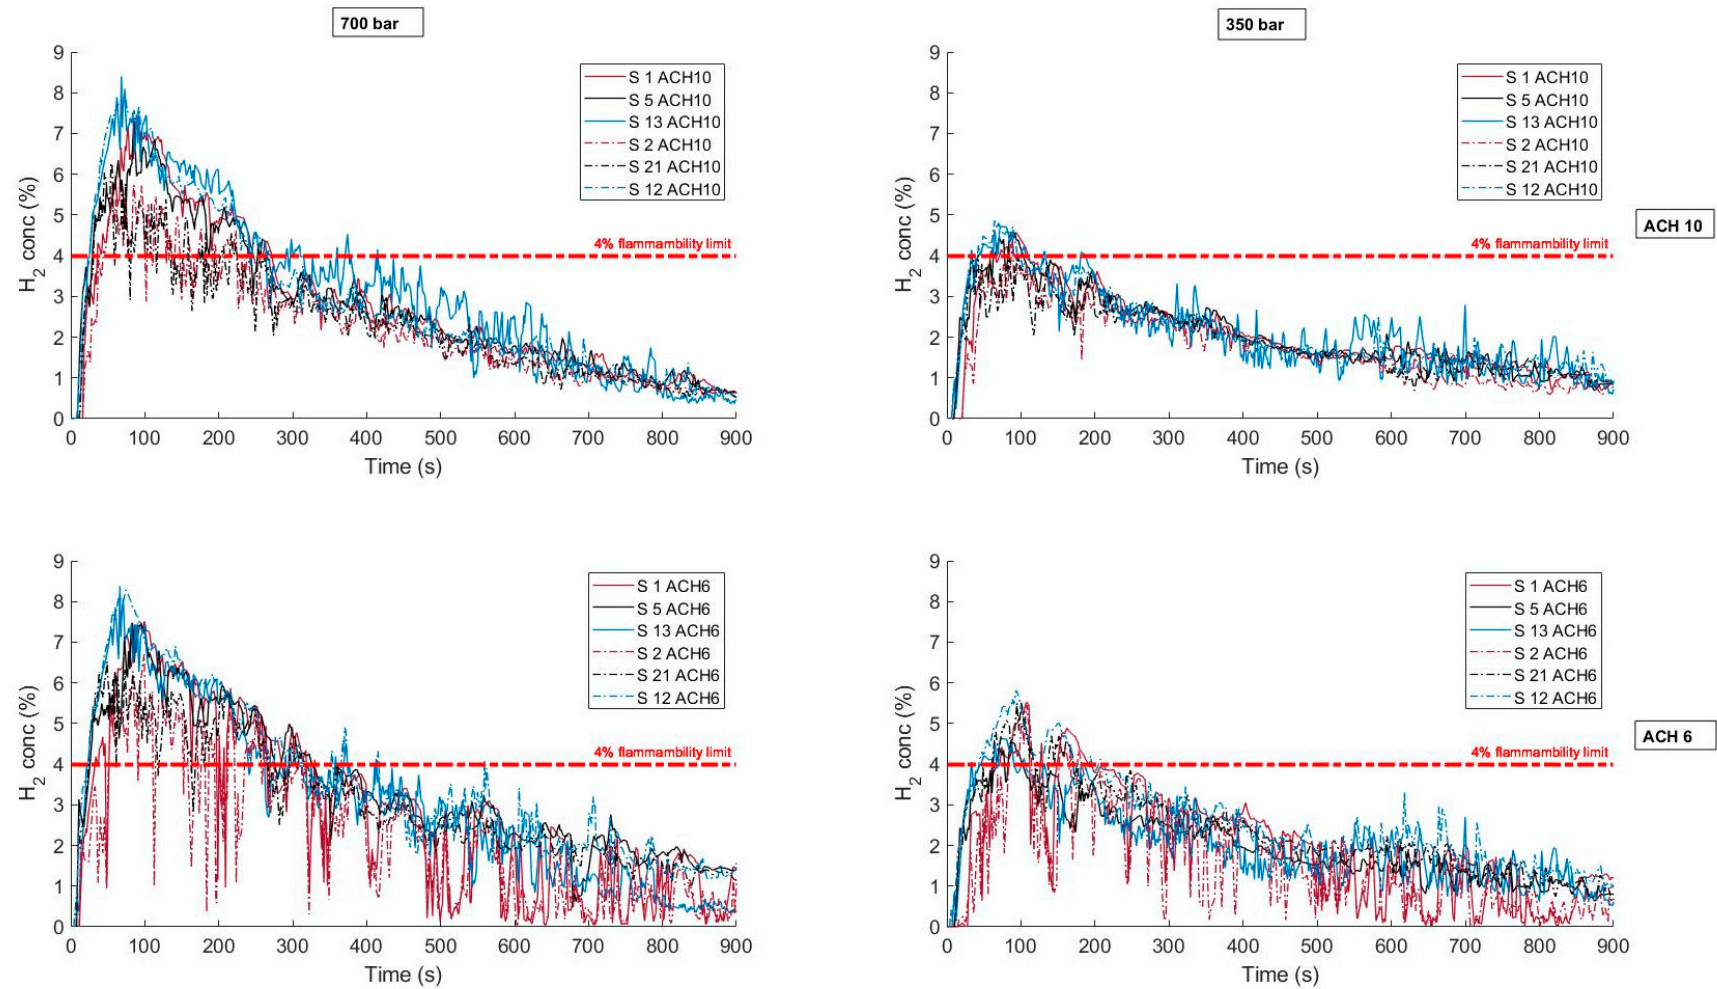 700 bar
350 bar
9
8
7
6
5
4
3
2
1
0
H2 conc (%)
S 1 ACH10
S 5 ACH10
S 13 ACH10
S 2 ACH10
S 21 ACH10
S 12 ACH10
4% flammambility limit
0 100 200 300 400 500 600 700 800 900
Time (s)
9
8
7
6
5
4
3
2
1
0
H2 conc (%)
S 1 ACH10
S 5 ACH10
S 13 ACH10
S 2 ACH10
S 21 ACH10
S 12 ACH10
4% flammambility limit
0 100 200 300 400 500 600 700 800 900
Time (s)
ACH 10
9
8
7
6
5
4
3
2
1
0
H2 conc (%)
S 1 ACH6
S 5 ACH6
S 13 ACH6
S 2 ACH6
S 21 ACH6
S 12 ACH6
4% flammambility limit
0 100 200 300 400 500 600 700 800 900
Time (s)
9
8
7
6
5
4
3
2
1
0
H2 conc (%)
S 1 ACH6
S 5 ACH6
S 13 ACH6
S 2 ACH6
S 21 ACH6
S 12 ACH6
4% flammambility limit
0 100 200 300 400 500 600 700 800 900
Time (s)
ACH 6